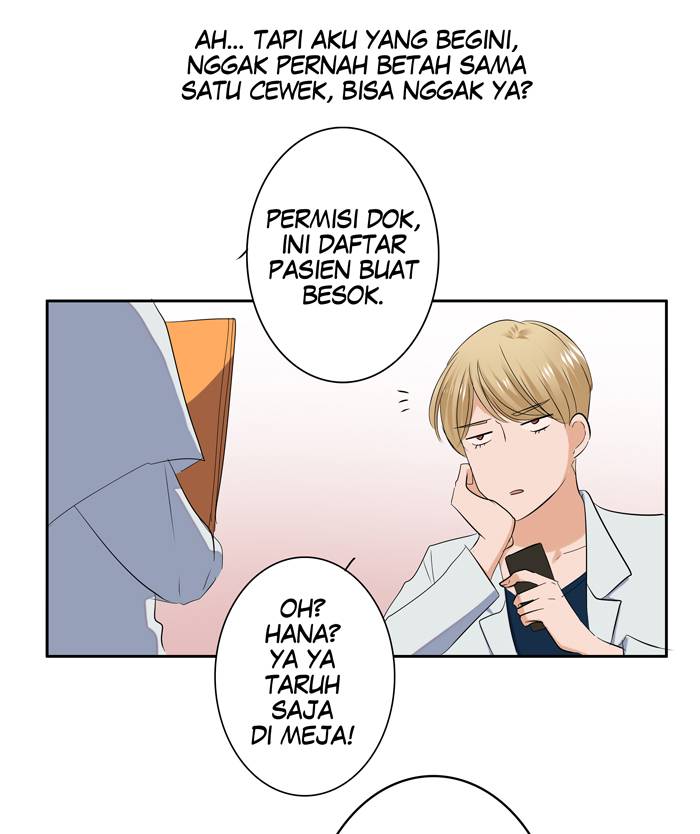 AH... TAPI AKU YANG BEGINI,
NGGAK PERNAH BETAH SAMA
SATU CEWEK, BISA NGGAK YA?
PERMISI DOK,
INI DAFTAR
PASIEN BUAT
BESOK.
OH?
HANA?
YA YA
TARUH
SAJA
DI MEJA!